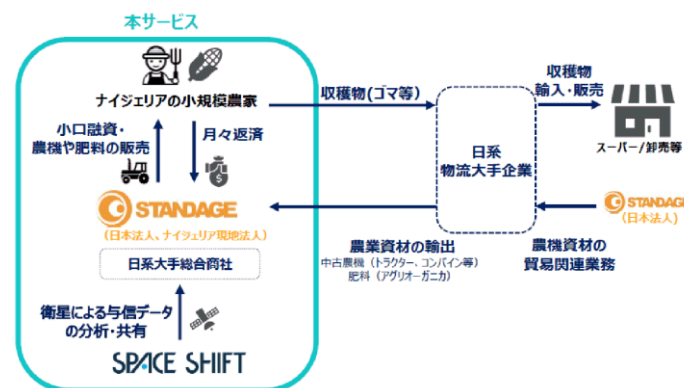 本サービス
ナイジェリアの小規模農家
小口融資・
農機や肥料の販売
月々返済
STANDAGE
(日本法人、ナイジェリア現地法人)
日系大手総合商社
衛星による与信データ
の分析・共有
SPACE SHIFT
収穫物(ゴマ等)
日系
物流大手企業
収穫物
輸入・販売
スーパー/卸売等
農業資材の輸出
中古農機(トラクター、コンバイン等)
肥料(アグリオーガニカ)
農機資材の
貿易関連業務
STANDAGE
(日本法人)